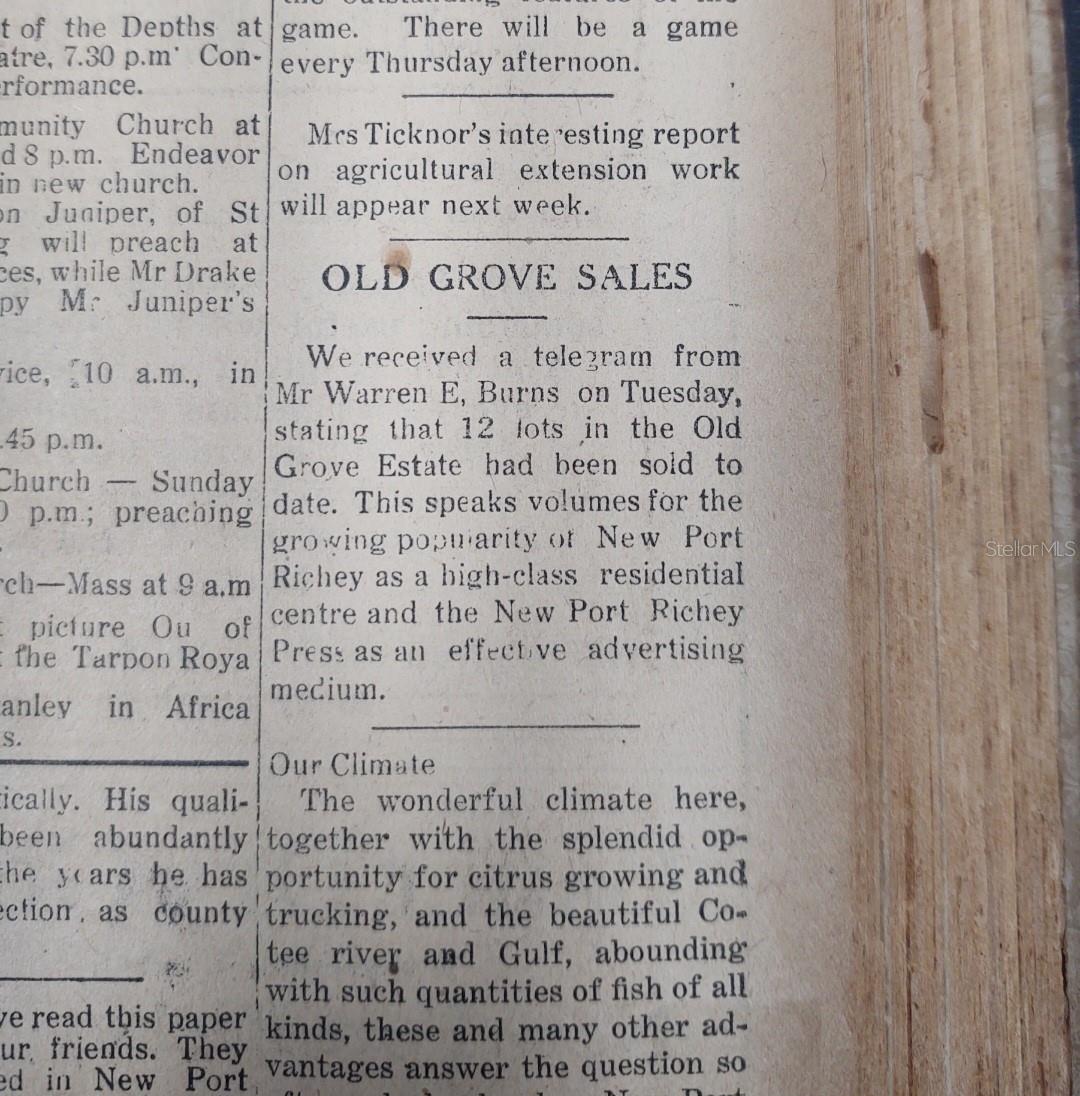 t of the Depths at
atre, 7.30 p.m Con-
rformance.
munity Church at
d 8 p.m. Endeavor
in new church.
on Juniper, of St
g will preach at
ces, while Mr Drake
py Mr Juniper's
vice, 10 a.m., in
.45 p.m.
Church — Sunday
0 p.m.; preaching
rch—Mass at 9 a.m
picture Ou of
the Tarpon Roya
tanley in Africa
s.
ically. His quali-
been abundantly
the years he has
ection, as county
ve read this paper
ur friends. They
ed in New Port
game. There will be a game
every Thursday afternoon.
Mrs Ticknor's interesting report
on agricultural extension work
will appear next week.
OLD GROVE SALES
We received a telegram from
Mr Warren E, Burns on Tuesday,
stating that 12 lots in the Old
Grove Estate had been sold to
date. This speaks volumes for the
growing popularity of New Port
Richey as a high-class residential
centre and the New Port Richey
Press as an effective advertising
medium.
Our Climate
The wonderful climate here,
together with the splendid op-
portunity for citrus growing and
trucking, and the beautiful Co-
tee river and Gulf, abounding
with such quantities of fish of all
kinds, these and many other ad-
vantages answer the question so
StellarMLS